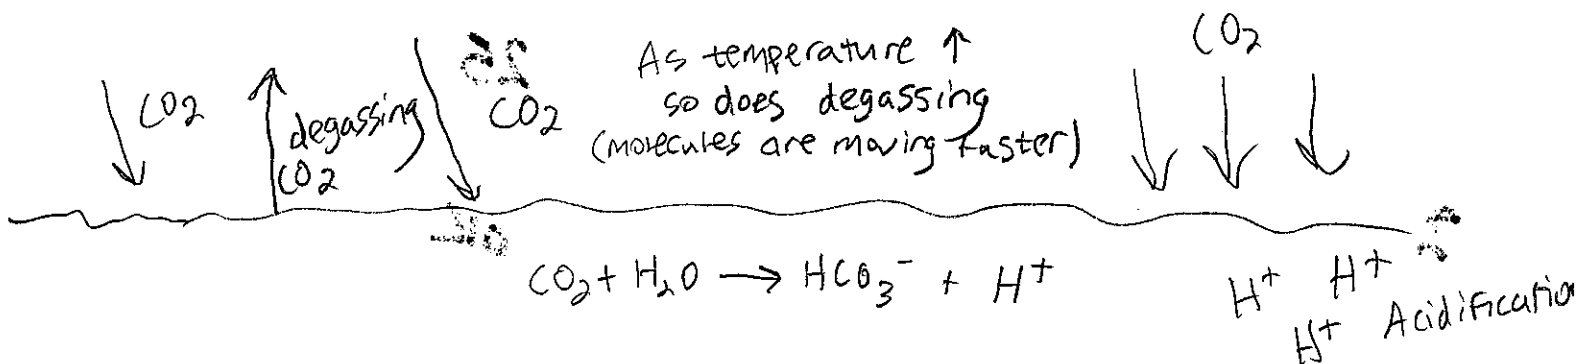 CO2
degassing
CO2
CO2
As temperature ↑
so does degassing
(molecules are moving faster)
CO2
CO2 + H2O → HCO3⁻ + H⁺
H⁺ H⁺
H⁺ Acidification